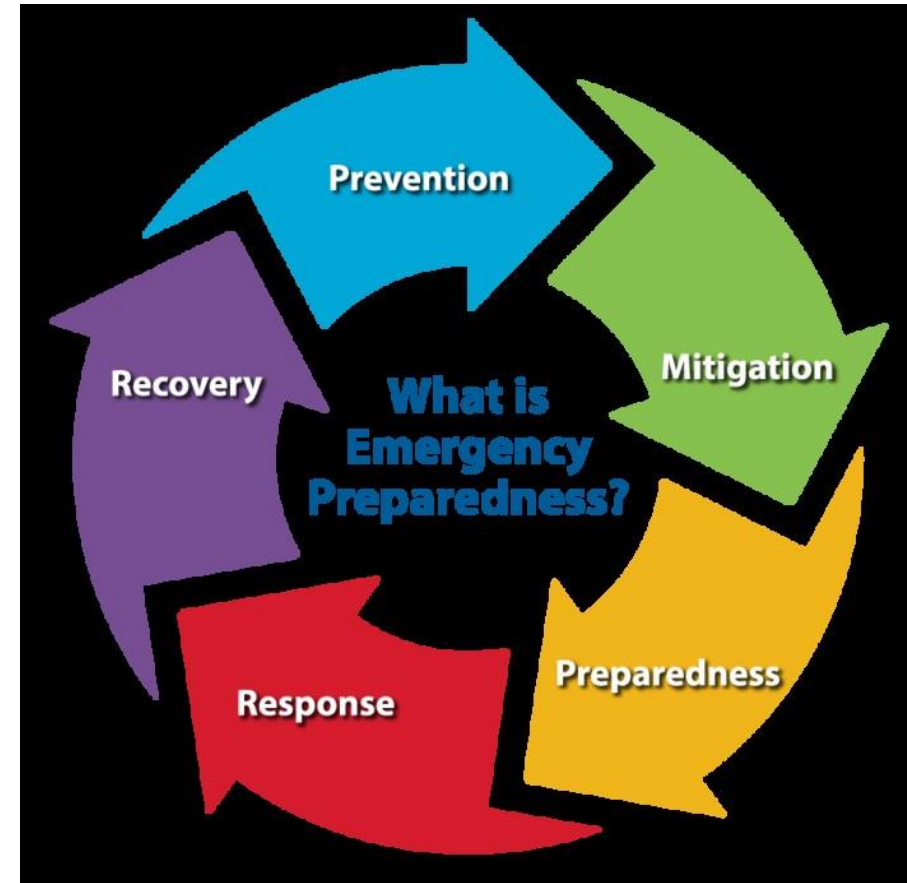 Prevention
Mitigation
Recovery
What is
Emergency
Preparedness?
Preparedness
Response